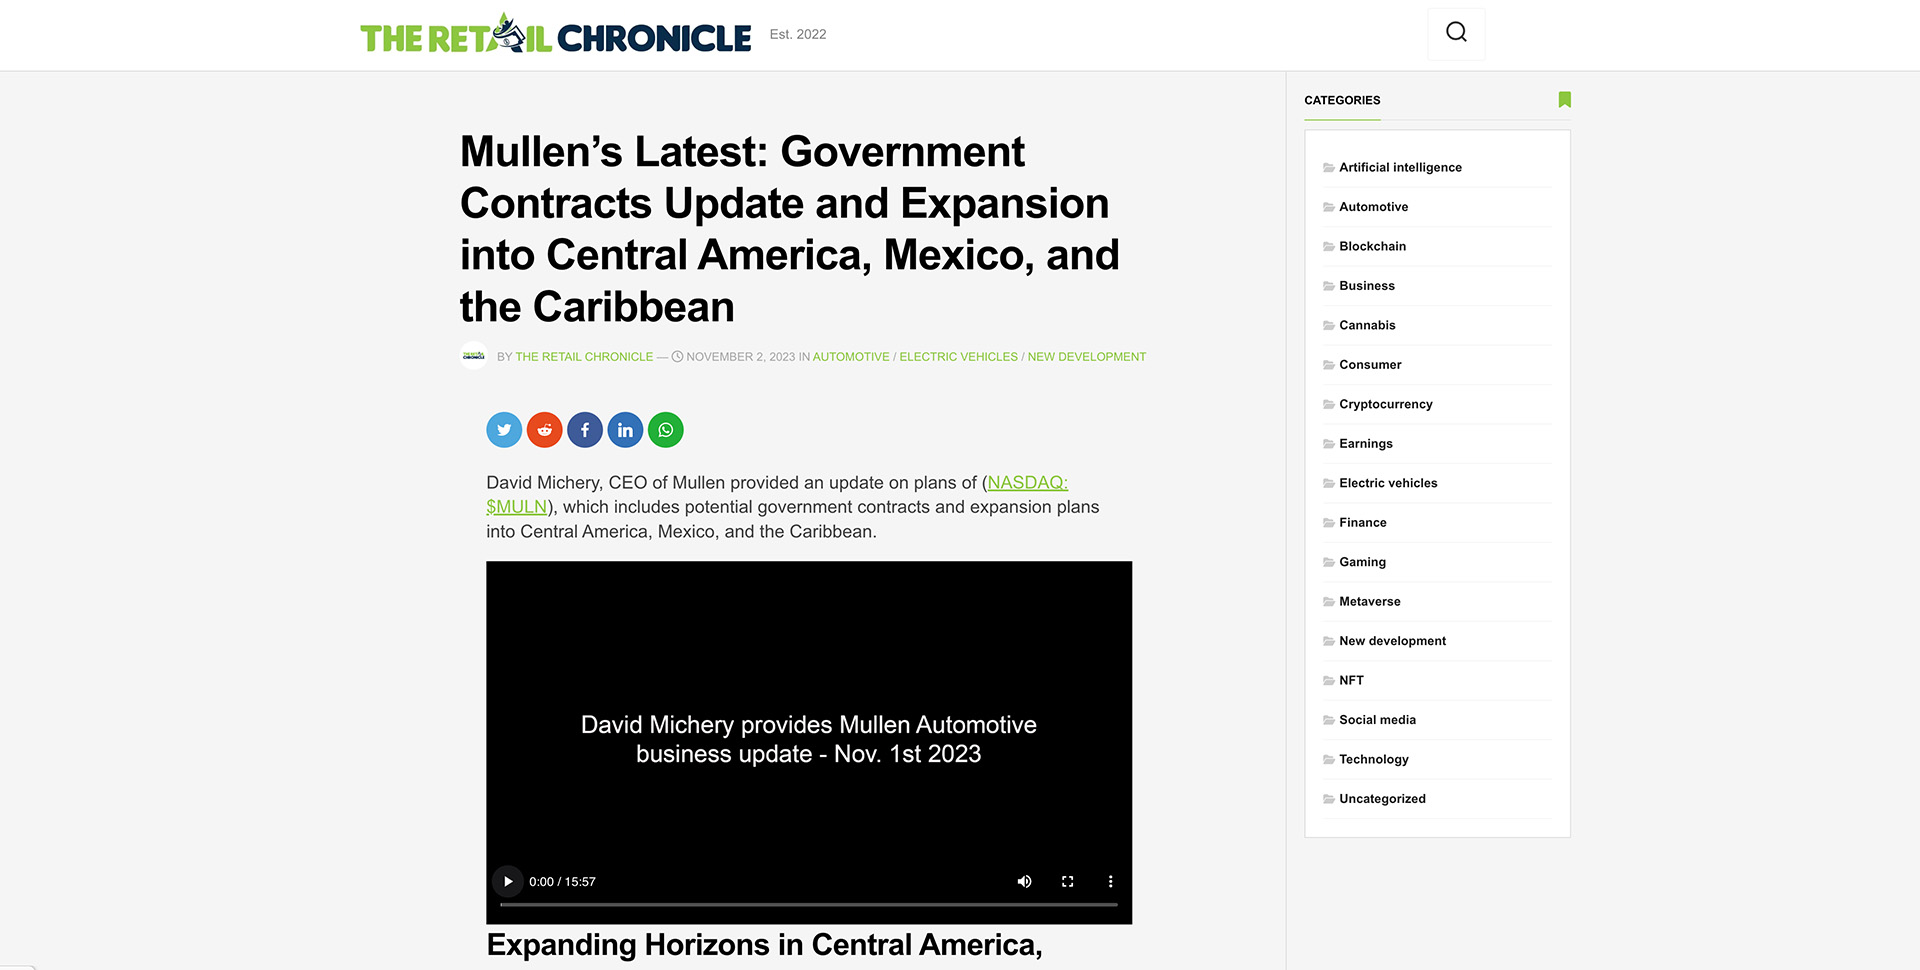 THE RETAIL CHRONICLE
Est. 2022
Mullen’s Latest: Government
Contracts Update and Expansion
into Central America, Mexico, and
the Caribbean
THE RETAIL CHRONICLE
BY THE RETAIL CHRONICLE — NOVEMBER 2, 2023 IN AUTOMOTIVE / ELECTRIC VEHICLES / NEW DEVELOPMENT
David Michery, CEO of Mullen provided an update on plans of (NASDAQ:
$MULN), which includes potential government contracts and expansion plans
into Central America, Mexico, and the Caribbean.
David Michery provides Mullen Automotive
business update - Nov. 1st 2023
0:00 / 15:57
Expanding Horizons in Central America,
CATEGORIES
Artificial intelligence
Automotive
Blockchain
Business
Cannabis
Consumer
Cryptocurrency
Earnings
Electric vehicles
Finance
Gaming
Metaverse
New development
NFT
Social media
Technology
Uncategorized